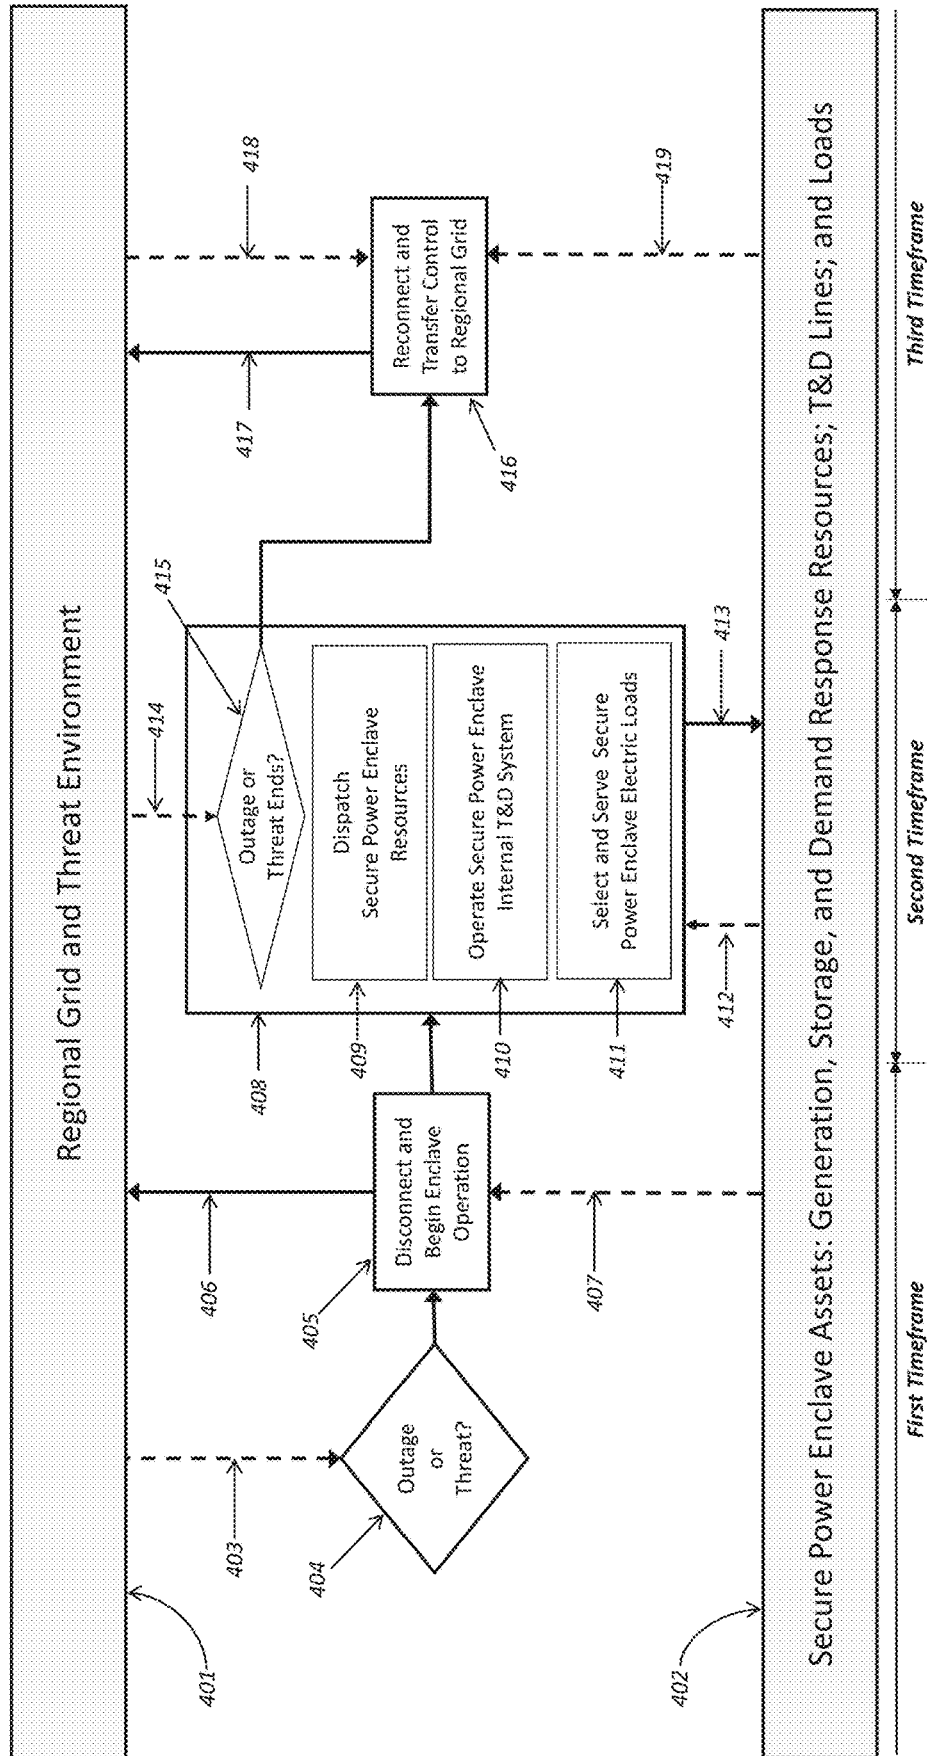 Regional Grid and Threat Environment
401
403
406
414
415
417
418
404
Outage
or
Threat?
405
Disconnect and
Begin Enclave
Operation
407
408
Outage or
Threat Ends?
409
Dispatch
Secure Power Enclave
Resources
410
Operate Secure Power Enclave
Internal T&D System
411
Select and Serve Secure
Power Enclave Electric Loads
412
413
416
Reconnect and
Transfer Control
to Regional Grid
419
402
Secure Power Enclave Assets: Generation, Storage, and Demand Response Resources; T&D Lines; and Loads
First Timeframe
Second Timeframe
Third Timeframe